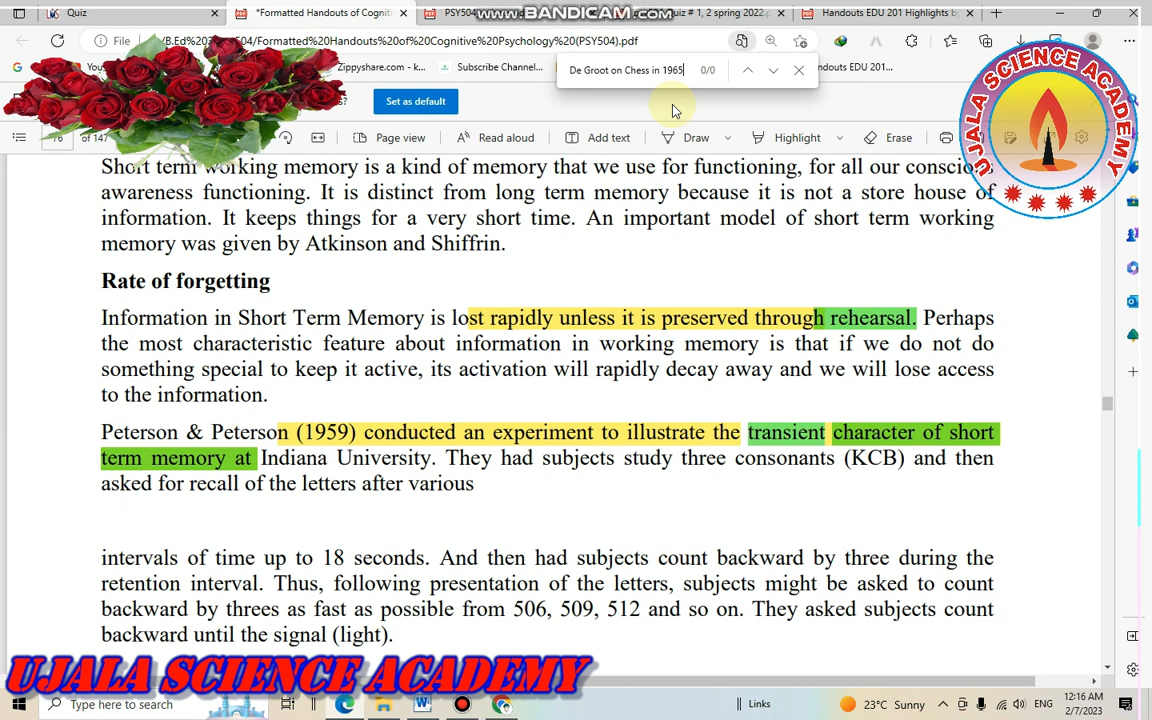 Quiz
*Formatted Handouts of Cogniti
PSY504
Quiz # 1, 2 spring 2022.p
Handouts EDU 201 Highlights b
www.BANDICAM.com
File
/B.Ed%20
/Formatted%20Handouts%20of%20Cognitive%20Psychology%20(PSY504).pdf
De Groot on Chess in 1965
0/0
Zippyshare.com - k...
Subscribe Channel...
douts EDU 201...
Set as default
76
of 147
Page view
Read aloud
Add text
Draw
Highlight
Erase
UJALA SCIENCE ACADEMY
Short term working memory is a kind of memory that we use for functioning, for all our conscious
awareness functioning. It is distinct from long term memory because it is not a store house of
information. It keeps things for a very short time. An important model of short term working
memory was given by Atkinson and Shiffrin.
Rate of forgetting
Information in Short Term Memory is lost rapidly unless it is preserved through rehearsal. Perhaps
the most characteristic feature about information in working memory is that if we do not do
something special to keep it active, its activation will rapidly decay away and we will lose access
to the information.
Peterson & Peterson (1959) conducted an experiment to illustrate the transient character of short
term memory at Indiana University. They had subjects study three consonants (KCB) and then
asked for recall of the letters after various
intervals of time up to 18 seconds. And then had subjects count backward by three during the
retention interval. Thus, following presentation of the letters, subjects might be asked to count
backward by threes as fast as possible from 506, 509, 512 and so on. They asked subjects count
backward until the signal (light).
UJALA SCIENCE ACADEMY
Type here to search
Links
23°C Sunny
ENG
12:16 AM
2/7/2023